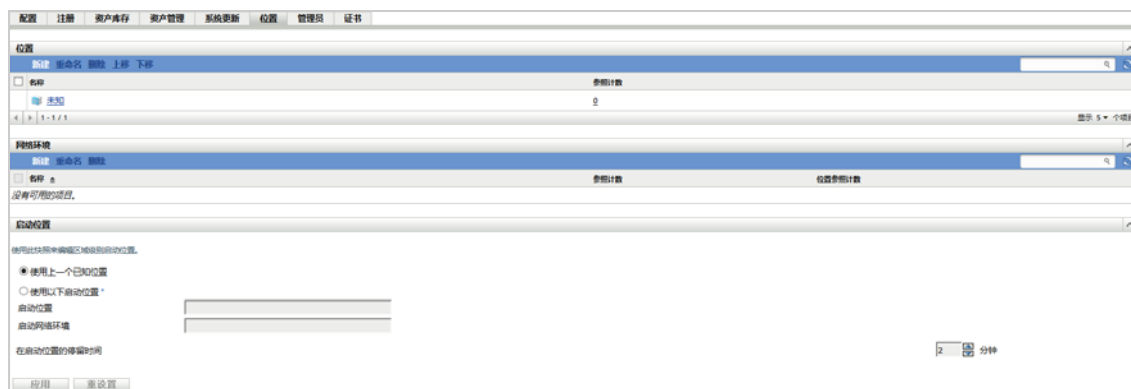 配置 注册 资产库存 资产管理 系统更新 位置 管理员 证书
位置
新建 重命名 删除 上移 下移
名称 参照计数
未知 0
1 - 1 / 1 显示 5 个项目
网络环境
新建 重命名 删除
名称 参照计数 位置参照计数
没有可用的项目。
启动位置
使用此快照来编辑区域级别启动位置。
使用上一个已知位置
使用以下启动位置 *
启动位置
启动网络环境
在启动位置的停留时间 2 分钟
应用 重设置